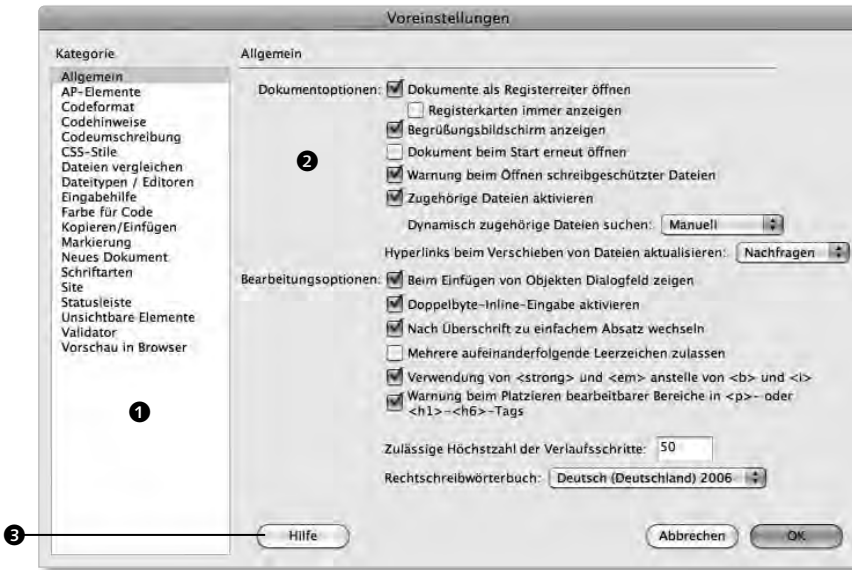 Voreinstellungen
Kategorie
Allgemein
AP-Elemente
Codeformat
Codehinweise
Codeumschreibung
CSS-Stile
Dateien vergleichen
Dateitypen / Editoren
Eingabehilfe
Farbe für Code
Kopieren/Einfügen
Markierung
Neues Dokument
Schriftarten
Site
Statusleiste
Unsichtbare Elemente
Validator
Vorschau in Browser
❶
Allgemein
Dokumentoptionen: Dokumente als Registerreiter öffnen
Registerkarten immer anzeigen
Begrüßungsbildschirm anzeigen
❷
Dokument beim Start erneut öffnen
Warnung beim Öffnen schreibgeschützter Dateien
Zugehörige Dateien aktivieren
Dynamisch zugehörige Dateien suchen: Manuell
Hyperlinks beim Verschieben von Dateien aktualisieren: Nachfragen
Bearbeitungsoptionen: Beim Einfügen von Objekten Dialogfeld zeigen
Doppelbyte-Inline-Eingabe aktivieren
Nach Überschrift zu einfachem Absatz wechseln
Mehrere aufeinanderfolgende Leerzeichen zulassen
Verwendung von <strong> und <em> anstelle von <b> und <i>
Warnung beim Platzieren bearbeitbarer Bereiche in <p>- oder
<h1>-<h6>-Tags
Zulässige Höchstzahl der Verlaufsschritte: 50
Rechtschreibwörterbuch: Deutsch (Deutschland) 2006
❸ Hilfe Abbrechen OK